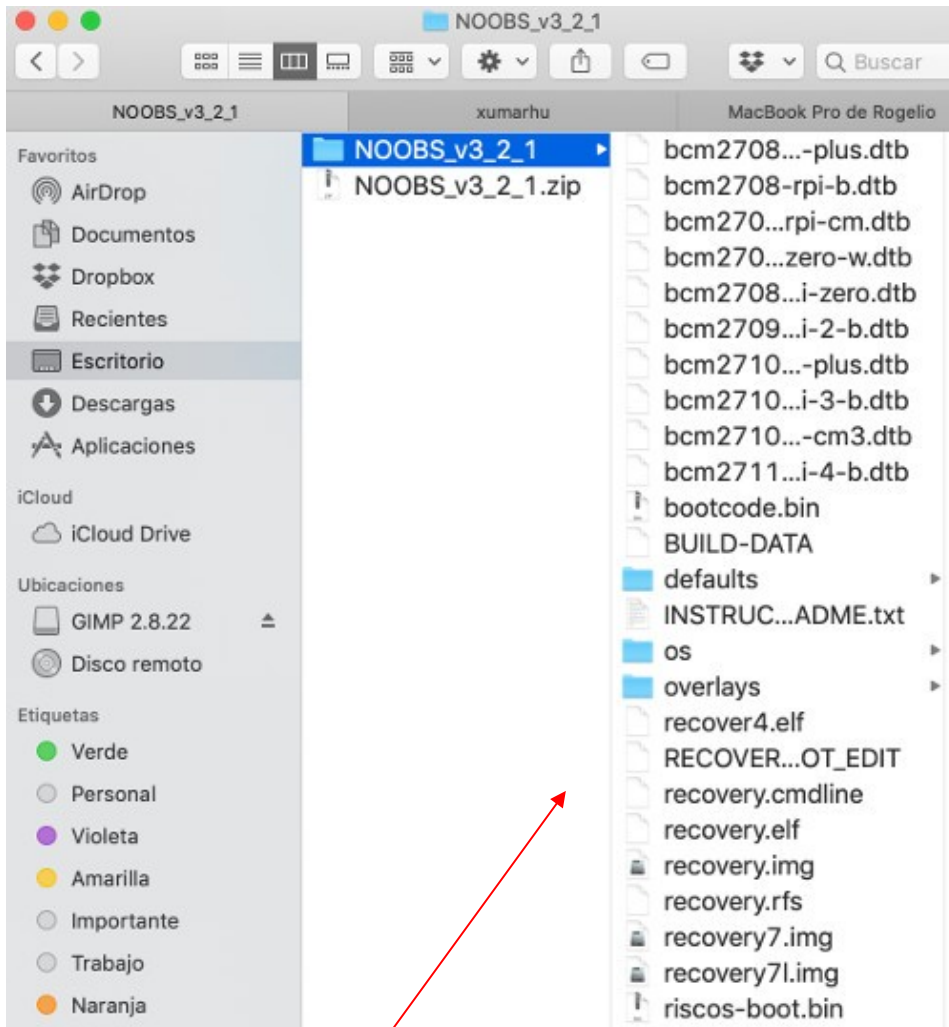 NOOBS_v3_2_1
Buscar
NOOBS_v3_2_1
xumarhu
MacBook Pro de Rogelio
Favoritos
AirDrop
Documentos
Dropbox
Recientes
Escritorio
Descargas
Aplicaciones
iCloud
iCloud Drive
Ubicaciones
GIMP 2.8.22
Disco remoto
Etiquetas
Verde
Personal
Violeta
Amarilla
Importante
Trabajo
Naranja
NOOBS_v3_2_1
NOOBS_v3_2_1.zip
bcm2708...-plus.dtb
bcm2708-rpi-b.dtb
bcm270...rpi-cm.dtb
bcm270...zero-w.dtb
bcm2708...i-zero.dtb
bcm2709...i-2-b.dtb
bcm2710...-plus.dtb
bcm2710...i-3-b.dtb
bcm2710...-cm3.dtb
bcm2711...i-4-b.dtb
bootcode.bin
BUILD-DATA
defaults
INSTRUC...ADME.txt
os
overlays
recover4.elf
RECOVER...OT_EDIT
recovery.cmdline
recovery.elf
recovery.img
recovery.rfs
recovery7.img
recovery7l.img
riscos-boot.bin